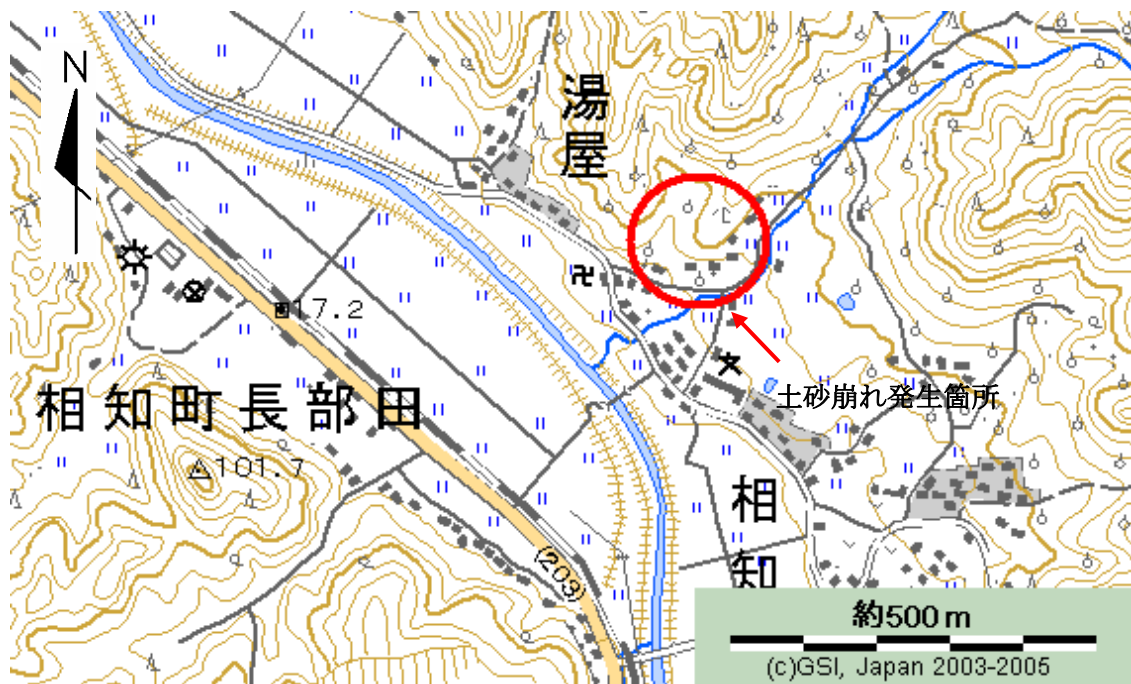 N
湯屋
17.2
相知町長部田
土砂崩れ発生箇所
101.7
相知
(203)
約500m
(c)GSI, Japan 2003-2005